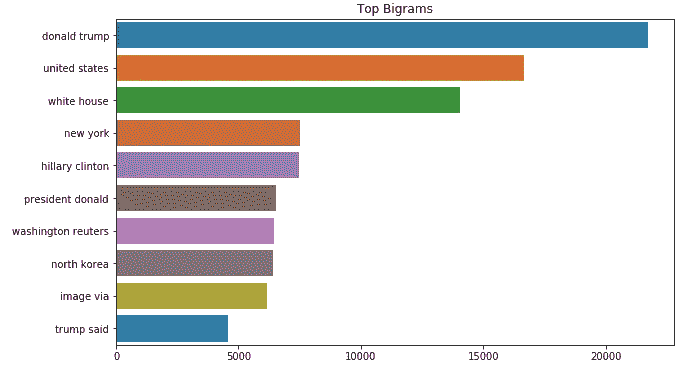 Top Bigrams
donald trump
united states
white house
new york
hillary clinton
president donald
washington reuters
north korea
image via
trump said
0 5000 10000 15000 20000